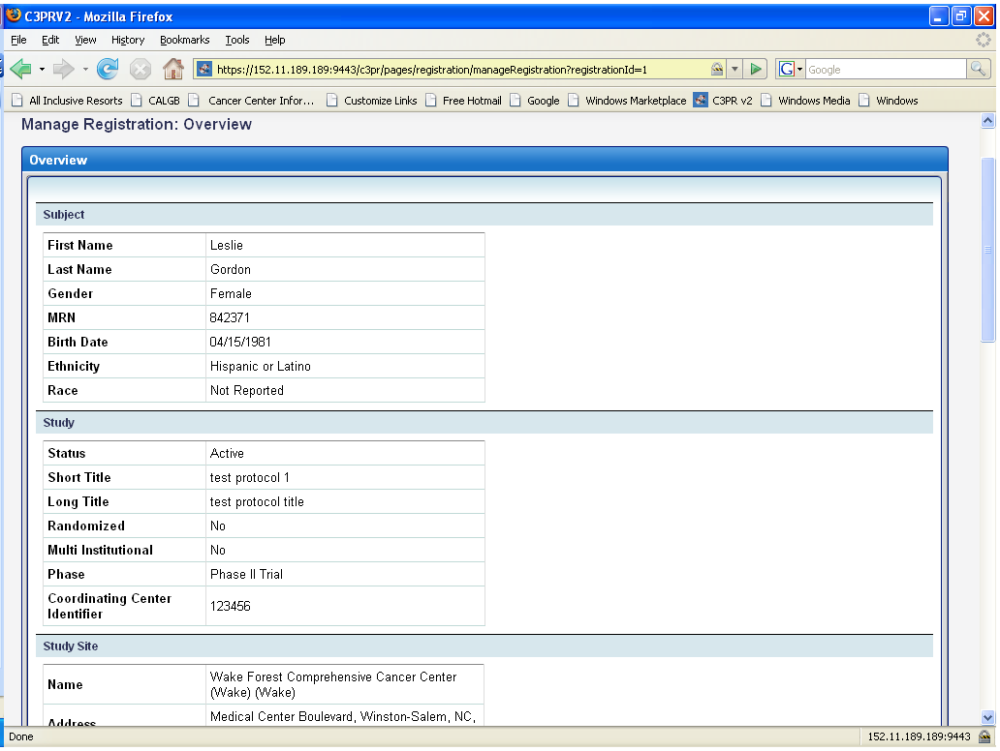 C3PRV2 - Mozilla Firefox
File Edit View History Bookmarks Tools Help
https://152.11.189.189:9443/c3pr/pages/registration/manageRegistration?registrationId=1 G Google
All Inclusive Resorts CALGB Cancer Center Infor... Customize Links Free Hotmail Google Windows Marketplace C3PR v2 Windows Media Windows
Manage Registration: Overview
Overview
Subject
First Name Leslie
Last Name Gordon
Gender Female
MRN 842371
Birth Date 04/15/1981
Ethnicity Hispanic or Latino
Race Not Reported
Study
Status Active
Short Title test protocol 1
Long Title test protocol title
Randomized No
Multi Institutional No
Phase Phase II Trial
Coordinating Center
Identifier 123456
Study Site
Name Wake Forest Comprehensive Cancer Center
(Wake) (Wake)
Address Medical Center Boulevard, Winston-Salem, NC,
Done 152.11.189.189:9443